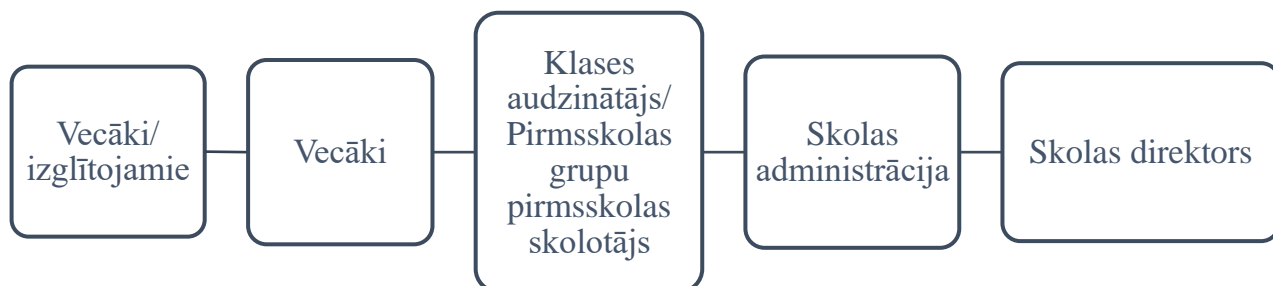 Vecāki/
izglītojamie
Vecāki
Klases
audzinātājs/
Pirmsskolas
grupu
pirmsskolas
skolotājs
Skolas
administrācija
Skolas direktors